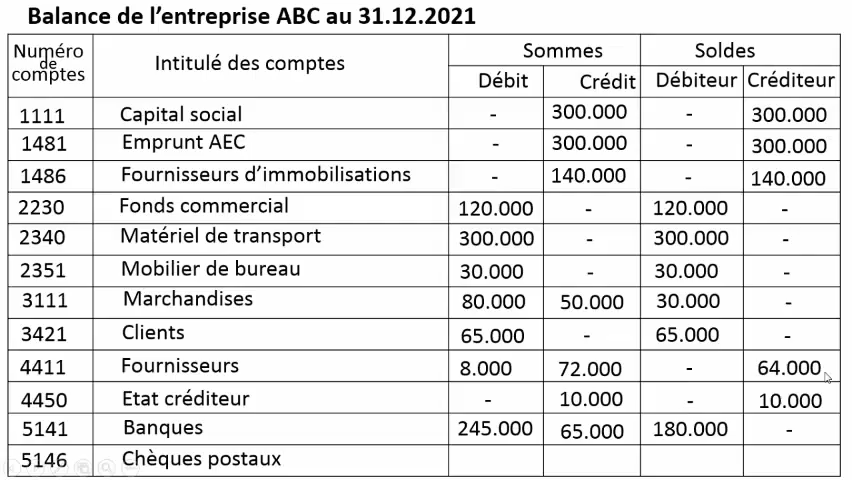 Balance de l'entreprise ABC au 31.12.2021
Numéro de comptes Intitulé des comptes Sommes Soldes
Débit Crédit Débiteur Créditeur
1111 Capital social - 300.000 - 300.000
1481 Emprunt AEC - 300.000 - 300.000
1486 Fournisseurs d'immobilisations - 140.000 - 140.000
2230 Fonds commercial 120.000 - 120.000 -
2340 Matériel de transport 300.000 - 300.000 -
2351 Mobilier de bureau 30.000 - 30.000 -
3111 Marchandises 80.000 50.000 30.000 -
3421 Clients 65.000 - 65.000 -
4411 Fournisseurs 8.000 72.000 - 64.000
4450 Etat créditeur - 10.000 - 10.000
5141 Banques 245.000 65.000 180.000 -
5146 Chèques postaux